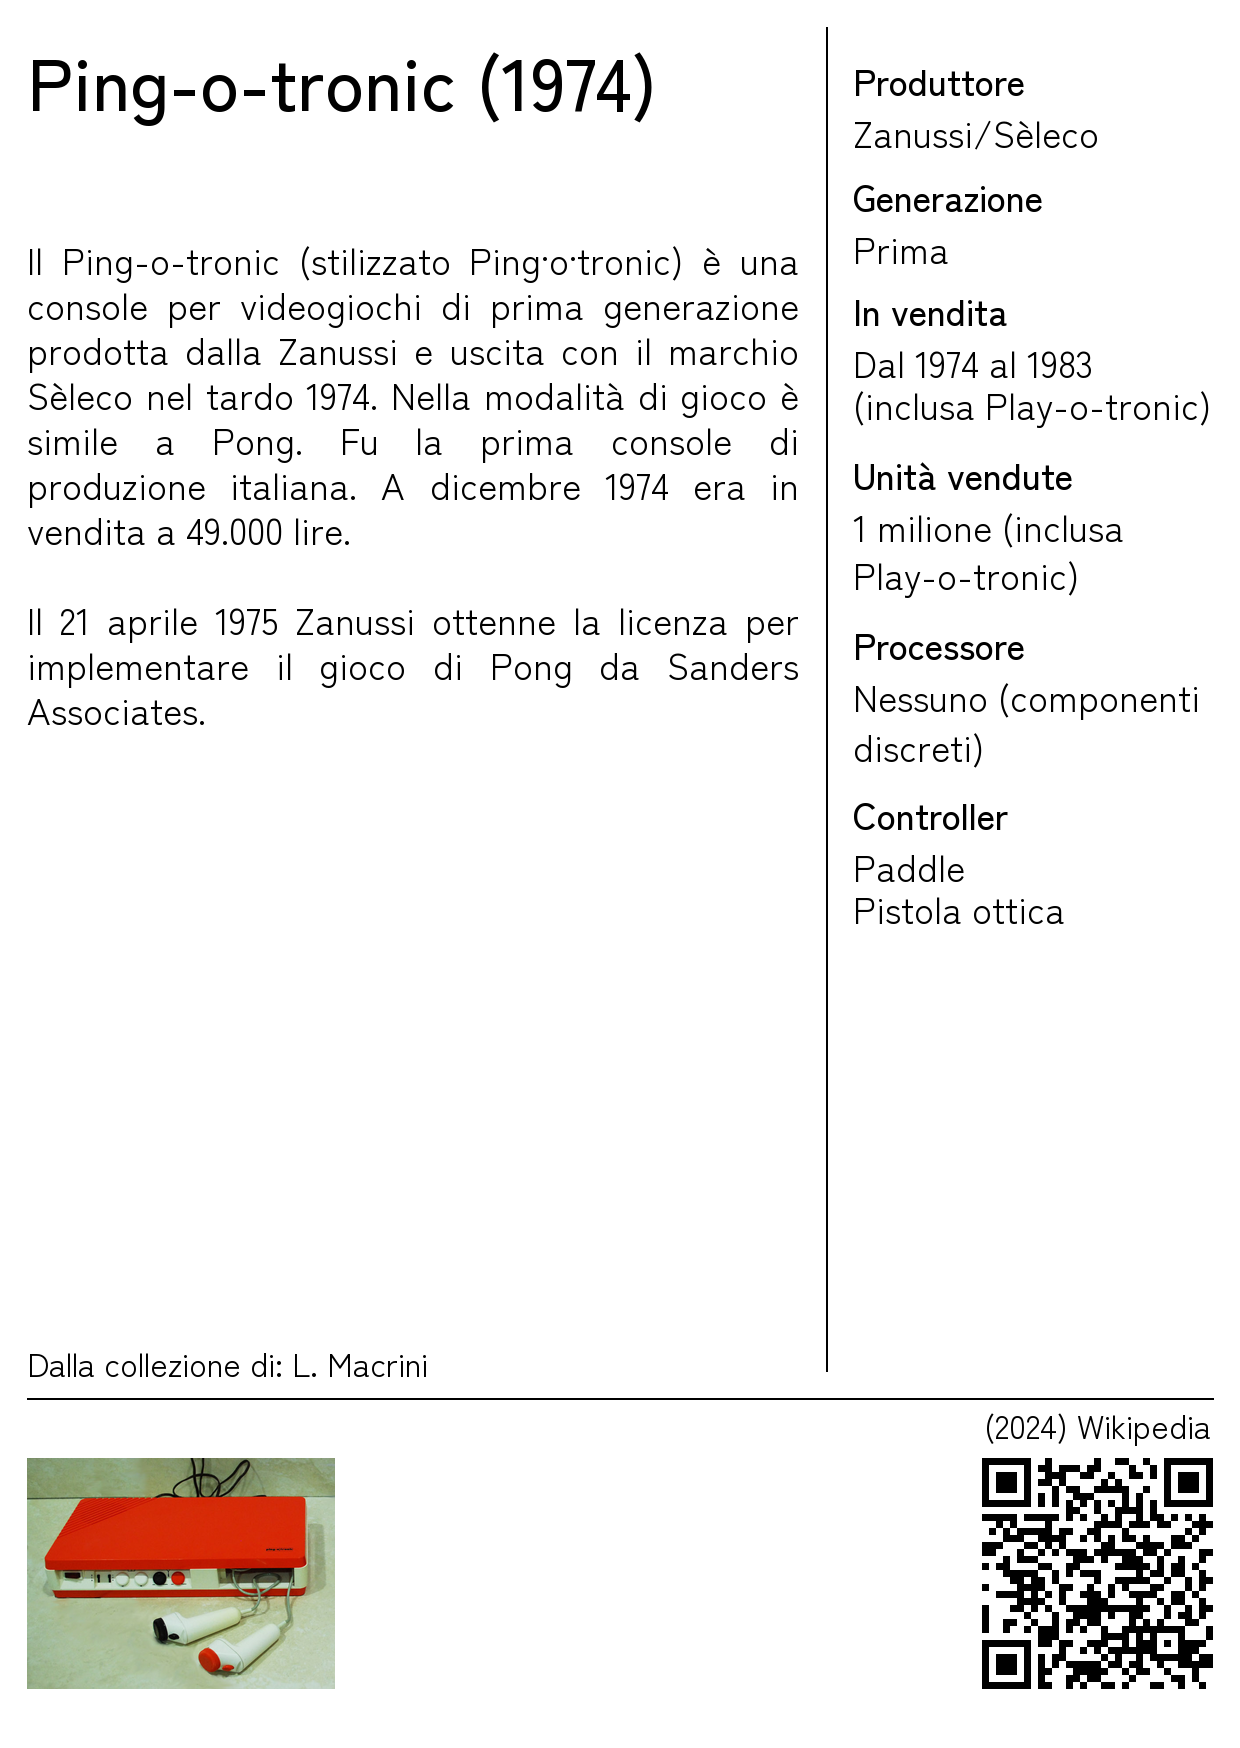 Ping-o-tronic (1974)
Il Ping-o-tronic (stilizzato Ping·o·tronic) è una
console per videogiochi di prima generazione
prodotta dalla Zanussi e uscita con il marchio
Sèleco nel tardo 1974. Nella modalità di gioco è
simile a Pong. Fu la prima console di
produzione italiana. A dicembre 1974 era in
vendita a 49.000 lire.
Il 21 aprile 1975 Zanussi ottenne la licenza per
implementare il gioco di Pong da Sanders
Associates.
Produttore
Zanussi/Sèleco
Generazione
Prima
In vendita
Dal 1974 al 1983
(inclusa Play-o-tronic)
Unità vendute
1 milione (inclusa
Play-o-tronic)
Processore
Nessuno (componenti
discreti)
Controller
Paddle
Pistola ottica
Dalla collezione di: L. Macrini
(2024) Wikipedia